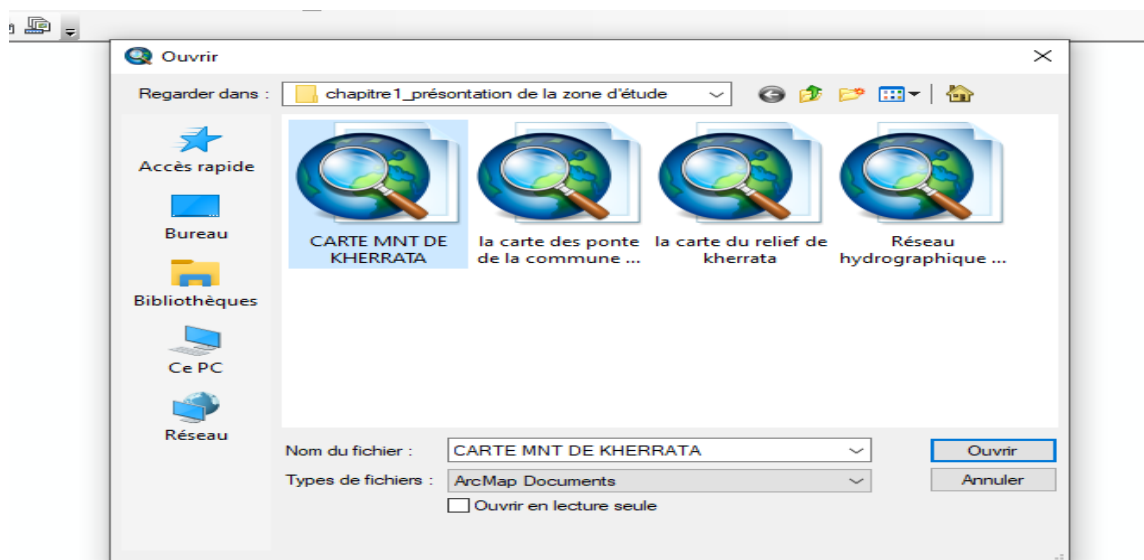 Ouvrir
Regarder dans :
chapitre1_présontation de la zone d'étude
Accès rapide
Bureau
Bibliothèques
Ce PC
Réseau
CARTE MNT DE
KHERRATA
la carte des ponte
de la commune ...
la carte du relief de
kherrata
Réseau
hydrographique ...
Nom du fichier :
CARTE MNT DE KHERRATA
Ouvrir
Types de fichiers :
ArcMap Documents
Annuler
Ouvrir en lecture seule